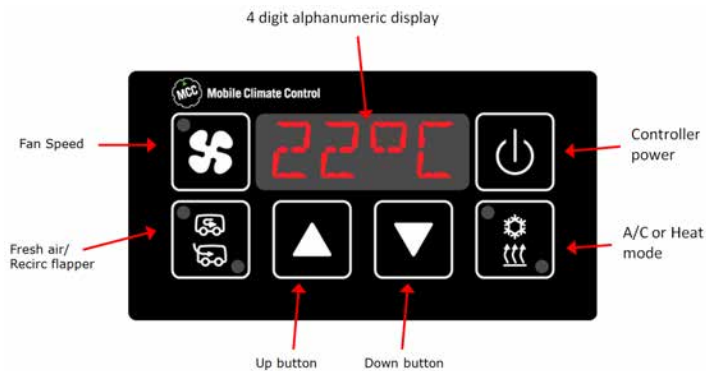 4 digit alphanumeric display
MCC Mobile Climate Control
Fan Speed
22°C
Controller
power
Fresh air/
Recirc flapper
A/C or Heat
mode
Up button
Down button